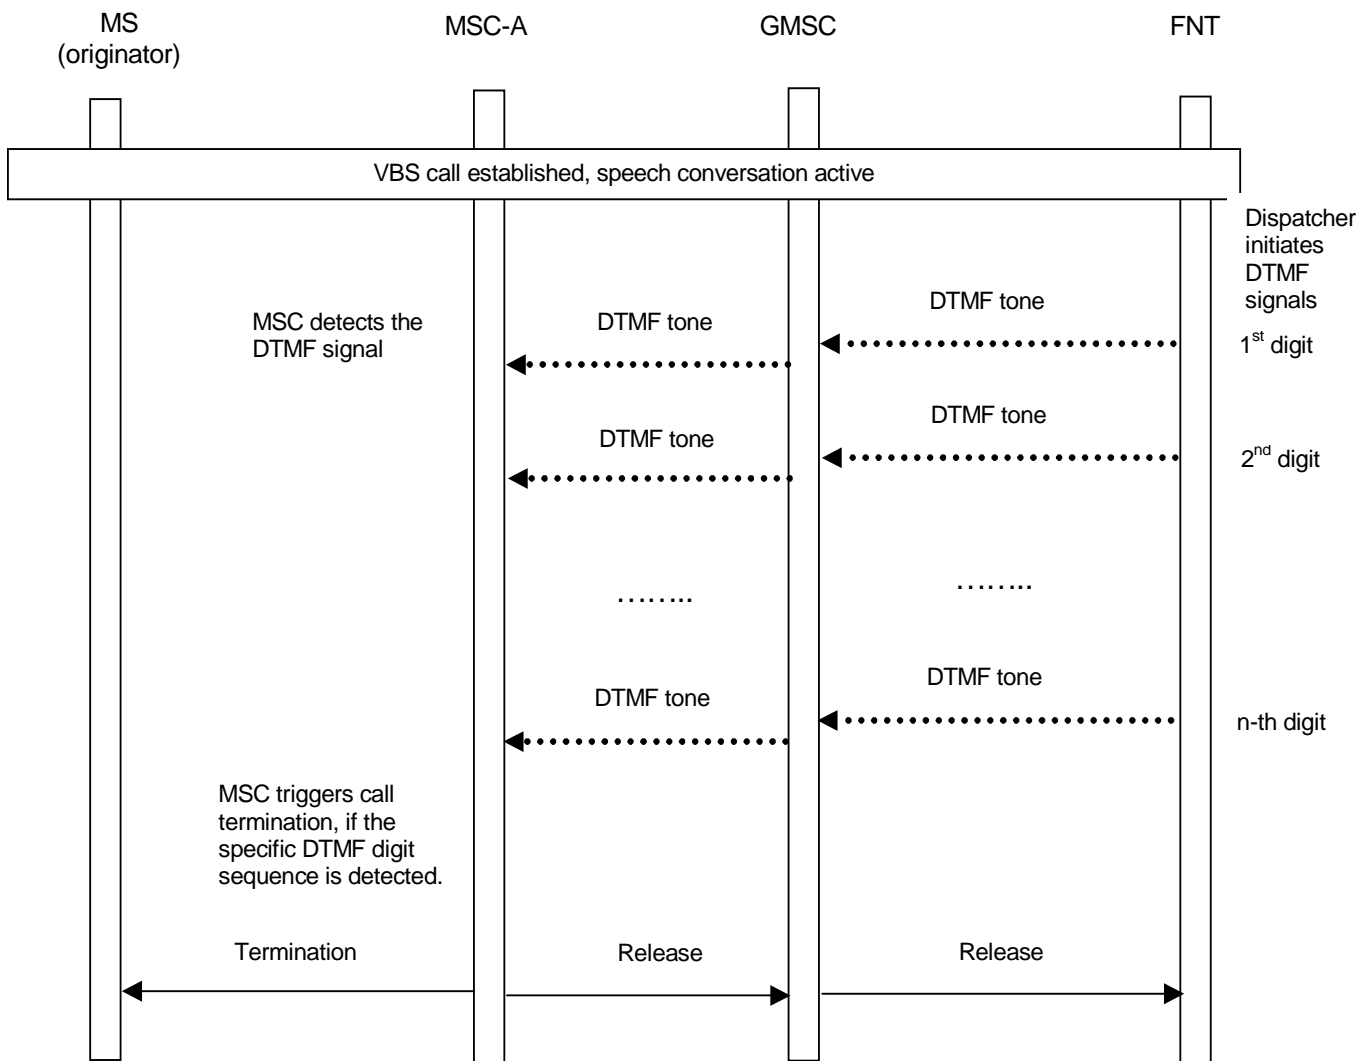 MS
(originator)
MSC-A
GMSC
FNT
VBS call established, speech conversation active
Dispatcher
initiates
DTMF
signals
MSC detects the
DTMF signal
DTMF tone
DTMF tone
1st digit
DTMF tone
DTMF tone
2nd digit
........
........
DTMF tone
DTMF tone
n-th digit
MSC triggers call
termination, if the
specific DTMF digit
sequence is detected.
Termination
Release
Release